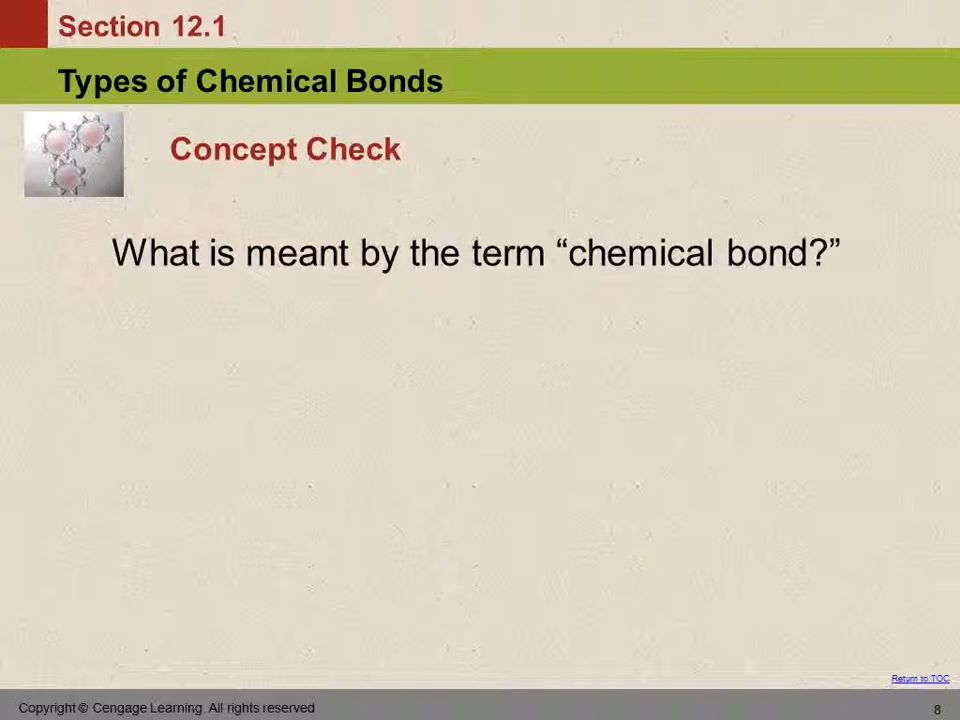 Section 12.1
Types of Chemical Bonds
Concept Check
What is meant by the term “chemical bond?”
Return to TOC
Copyright © Cengage Learning. All rights reserved
8